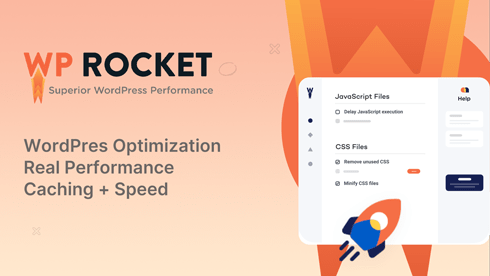 WP ROCKET
Superior WordPress Performance
WordPres Optimization
Real Performance
Caching + Speed
JavaScript Files
Delay JavaScript execution
CSS Files
Remove unused CSS
Minify CSS files
Help